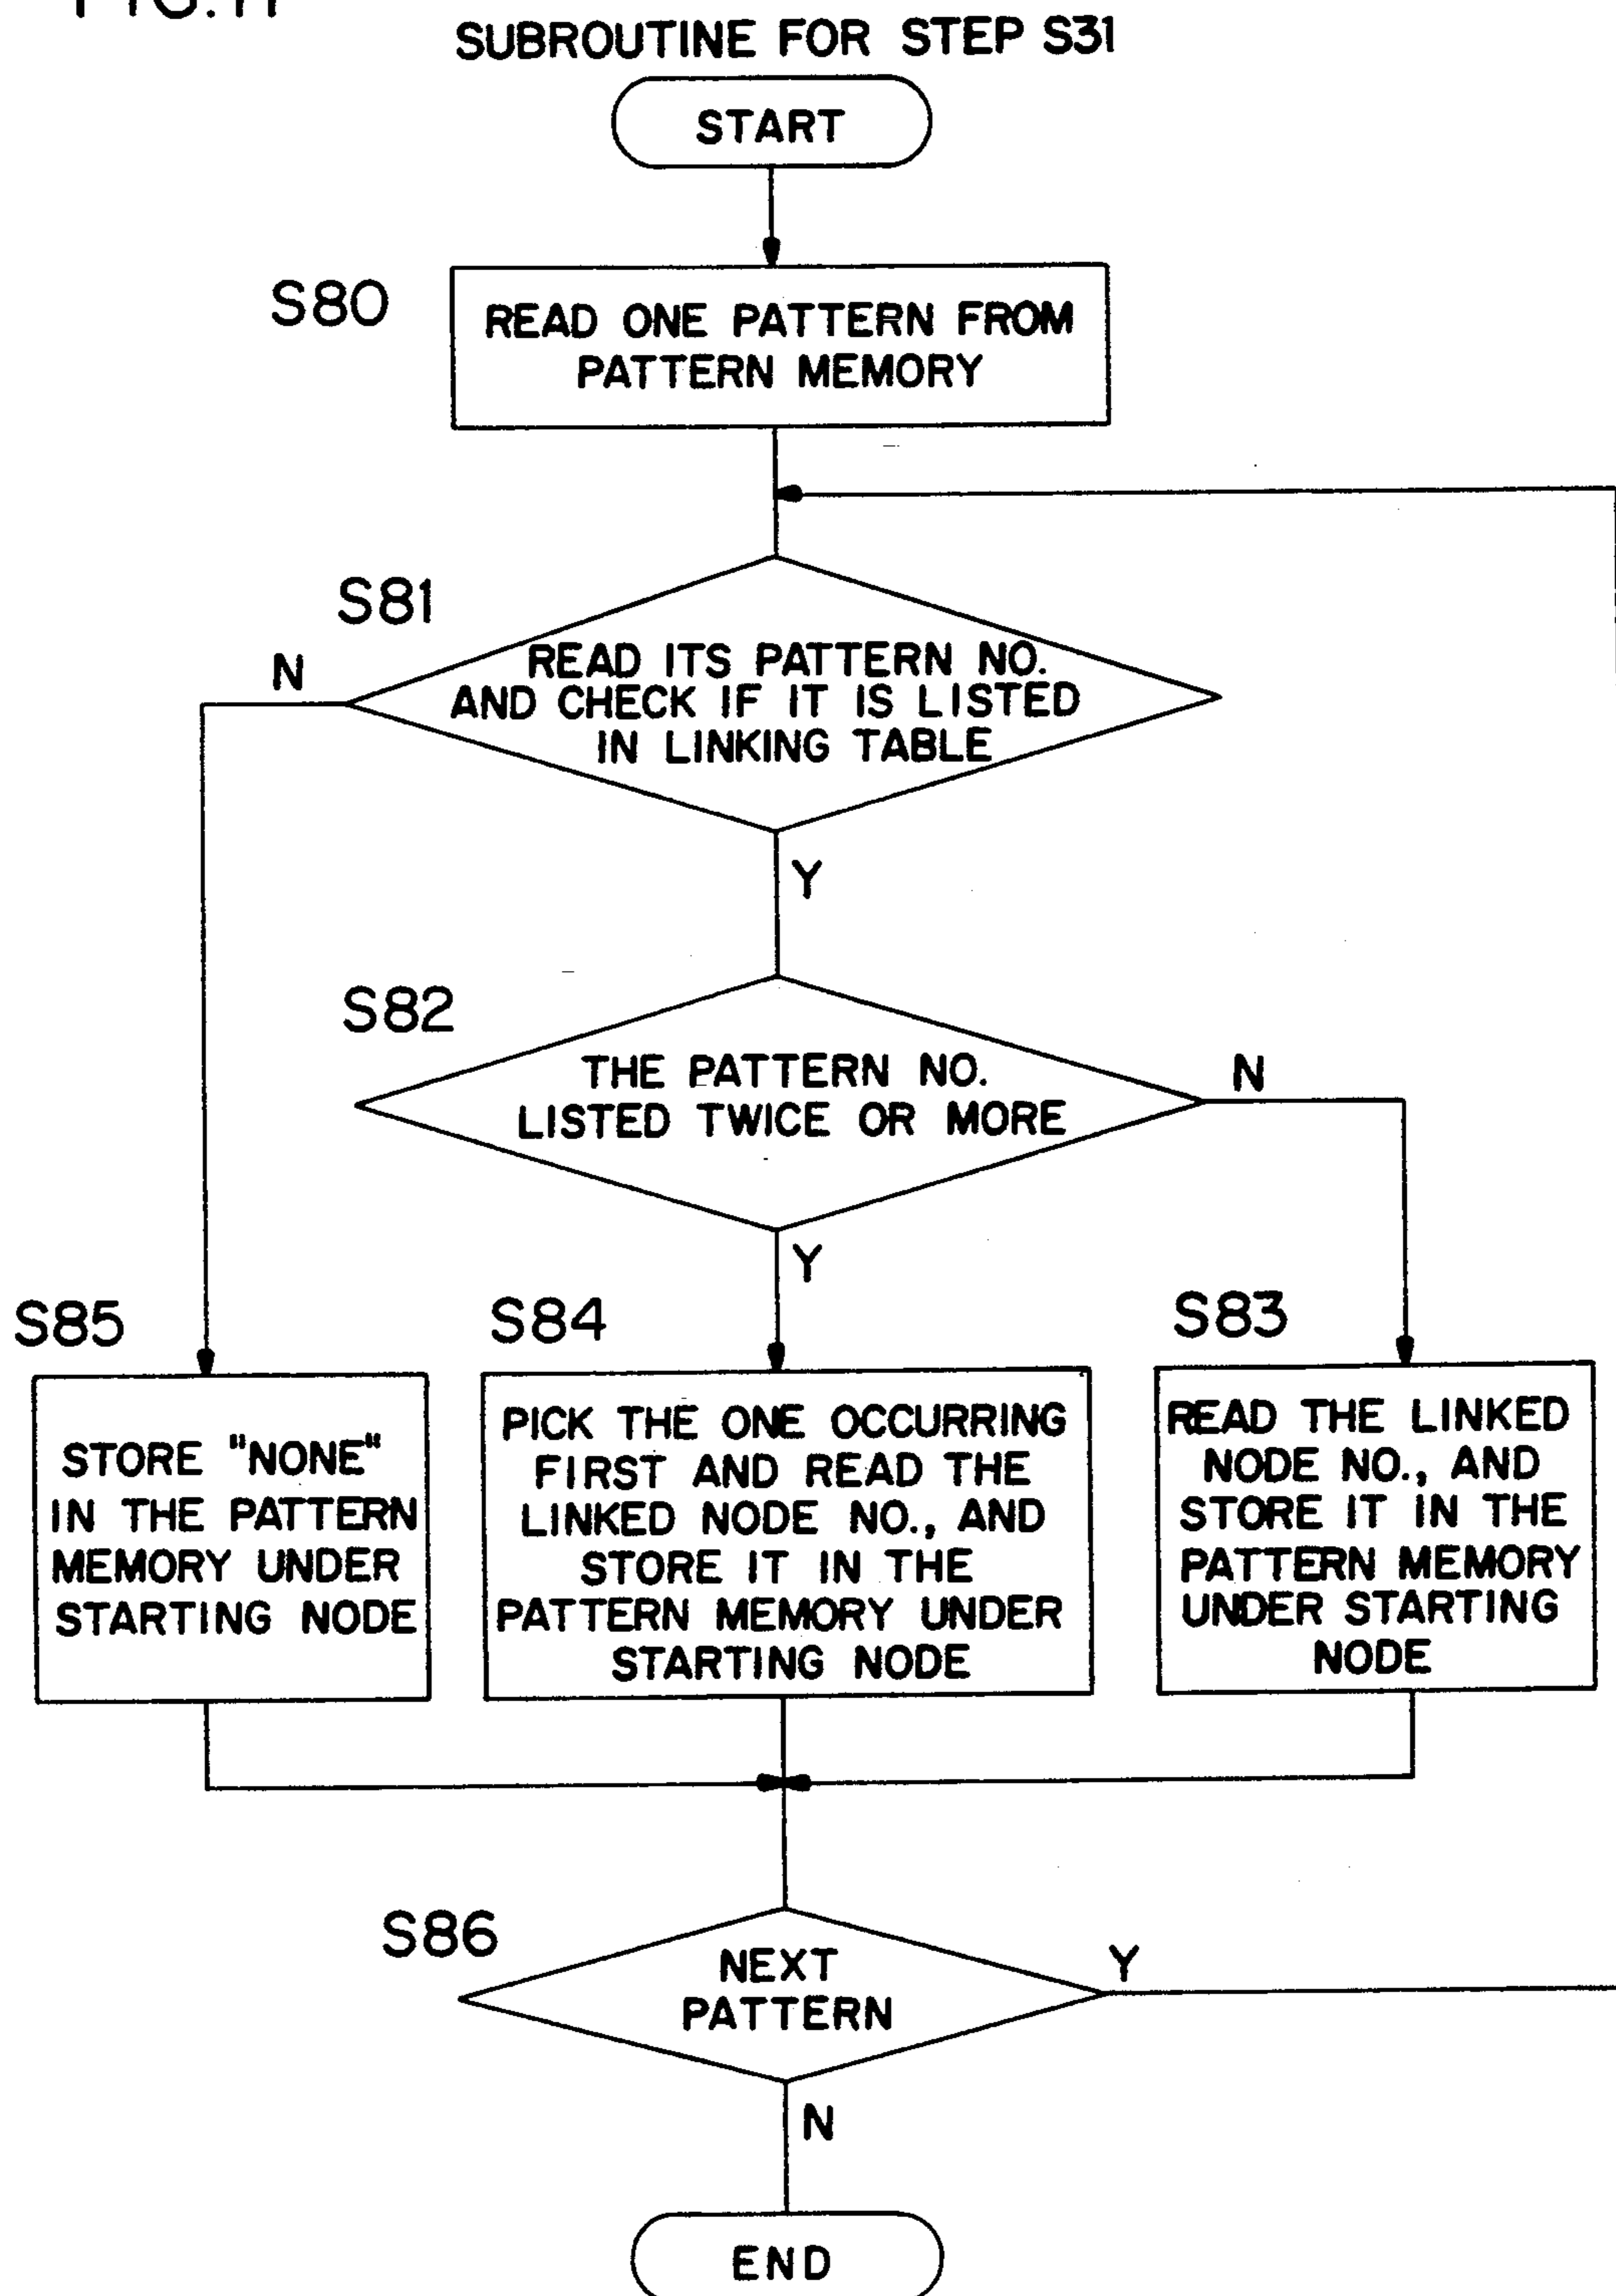 FIG. 11
SUBROUTINE FOR STEP S31
START
S80
READ ONE PATTERN FROM
PATTERN MEMORY
S81
N
READ ITS PATTERN NO.
AND CHECK IF IT IS LISTED
IN LINKING TABLE
Y
S82
THE PATTERN NO.
LISTED TWICE OR MORE
N
Y
S85
STORE "NONE"
IN THE PATTERN
MEMORY UNDER
STARTING NODE
S84
PICK THE ONE OCCURRING
FIRST AND READ THE
LINKED NODE NO., AND
STORE IT IN THE
PATTERN MEMORY UNDER
STARTING NODE
S83
READ THE LINKED
NODE NO., AND
STORE IT IN THE
PATTERN MEMORY
UNDER STARTING
NODE
S86
NEXT
PATTERN
Y
N
END